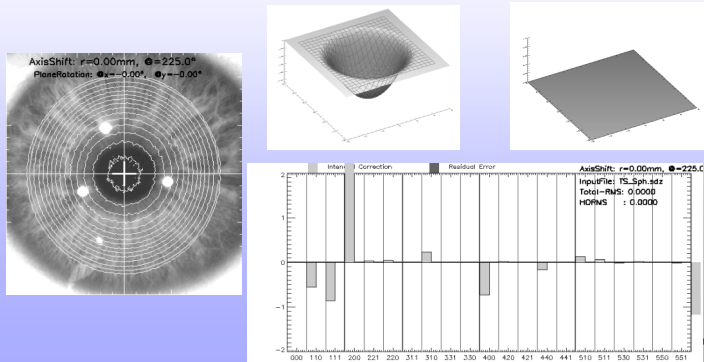 AxisShift: r=0.00mm, Θ=225.0°
PlaneRotation: Θx=-0.00°, Θy=-0.00°
Correction
Residual Error
AxisShift: r=0.00mm, Θ=225.0
InputFile: TS_Sph.sdz
Total-RMS: 0.0000
HORMS : 0.0000
2
1
0
-1
-2
000 110 111 200 221 220 311 310 331 330 400 420 440 441 510 511 530 531 550 551